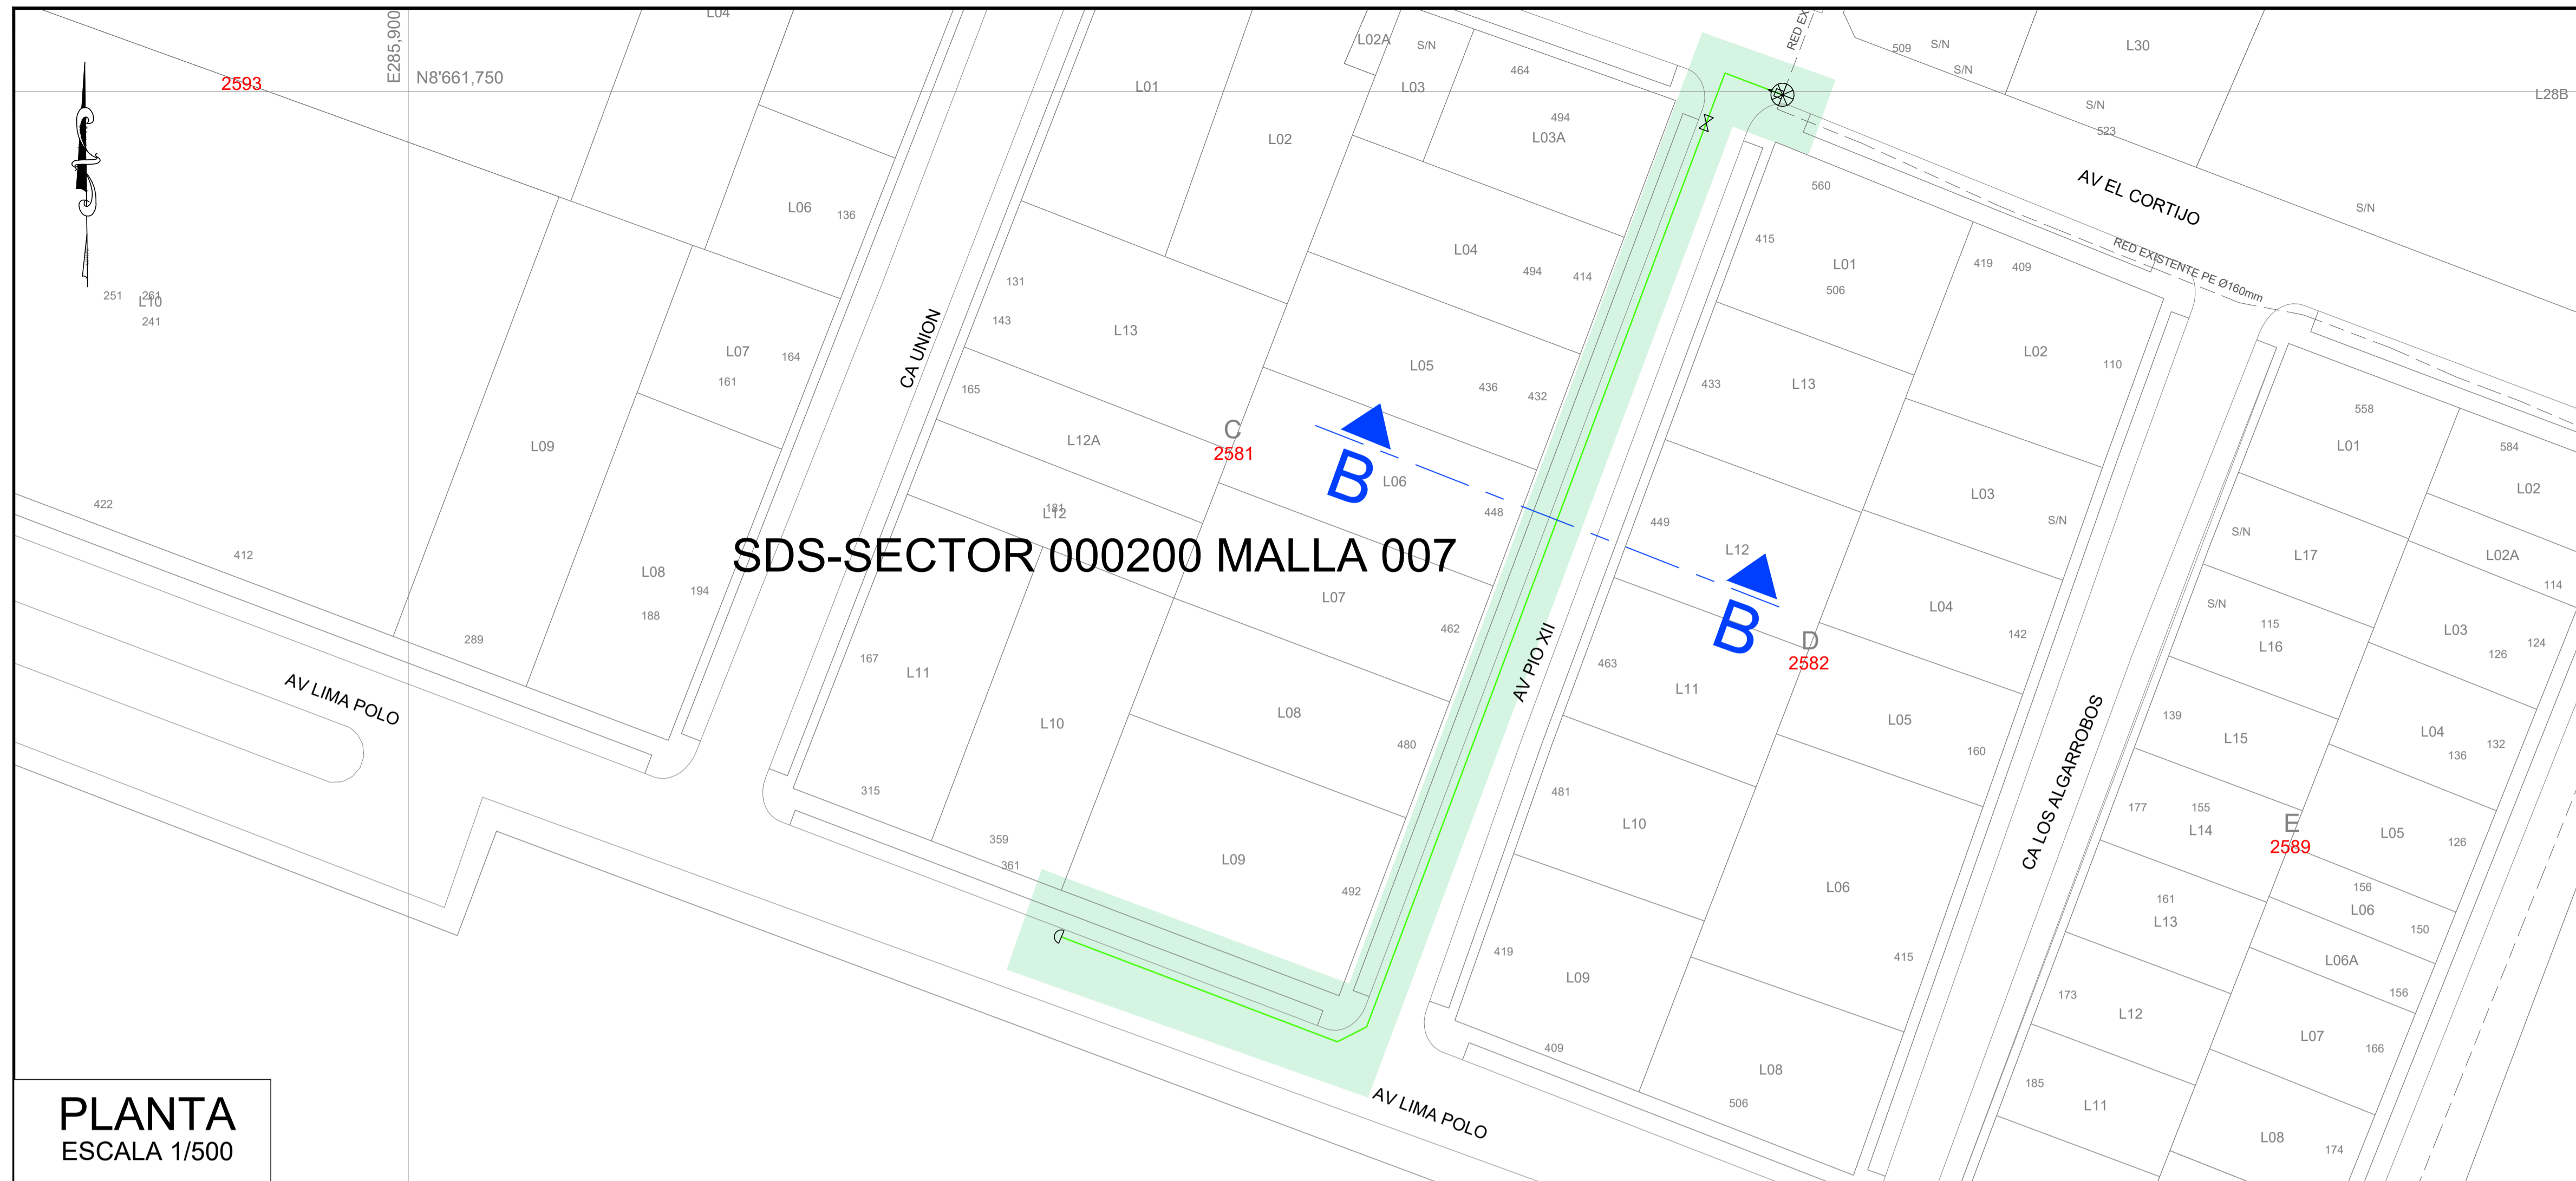 L04
E285,900
N8'661,750
2593
L02A
S/N
464
L03
494
L03A
L01
L02
RED EX
509
S/N
S/N
L30
S/N
523
L28B
AV EL CORTIJO
S/N
RED EXISTENTE PE Ø160mm
L06
136
251
261
L10
241
L07
164
161
L09
422
412
L08
194
188
289
AV LIMA POLO
CA UNION
131
143
L13
165
L12A
C
2581
181
L12
L04
494
414
L05
436
432
B
L06
448
SDS-SECTOR 000200 MALLA 007
L07
462
167
L11
L10
L08
480
315
359
361
L09
492
AV PIO XII
560
415
L01
506
419
409
L02
110
433
L13
L03
S/N
449
L12
B
D
2582
L04
142
463
L11
L05
160
481
L10
L06
415
419
L09
409
L08
506
AV LIMA POLO
CA LOS ALGARROBOS
558
L01
584
L02
S/N
L17
L02A
114
S/N
115
L16
L03
124
126
139
L15
L04
132
136
177
155
L14
E
2589
L05
126
161
L13
156
L06
150
L06A
156
173
L12
L07
166
185
L11
L08
174
PLANTA
ESCALA 1/500